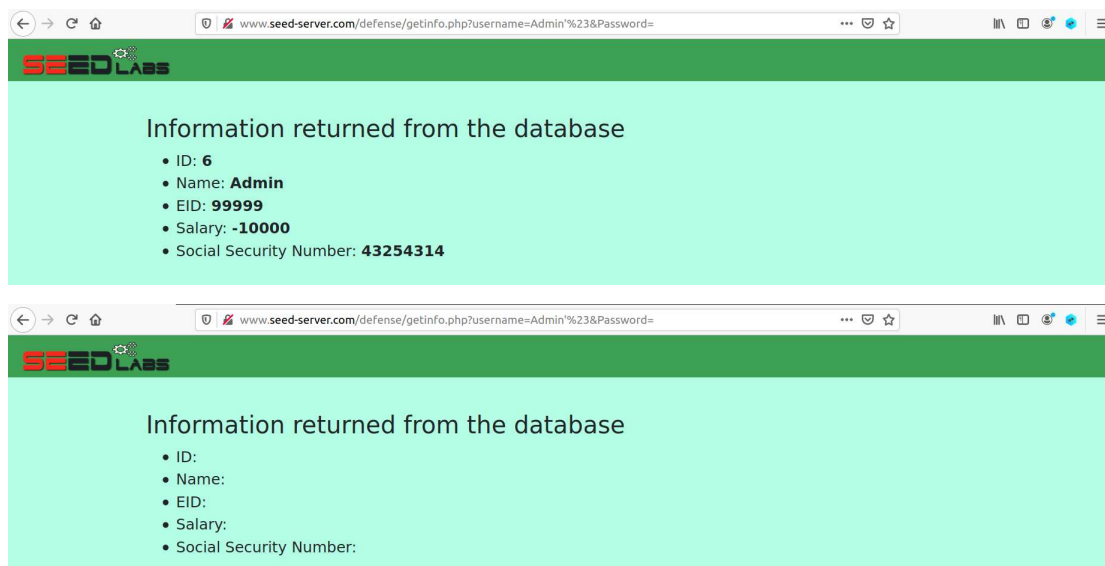 www.seed-server.com/defense/getinfo.php?username=Admin'%23&Password=
SEED LABS
Information returned from the database
• ID: 6
• Name: Admin
• EID: 99999
• Salary: -10000
• Social Security Number: 43254314
www.seed-server.com/defense/getinfo.php?username=Admin'%23&Password=
SEED LABS
Information returned from the database
• ID:
• Name:
• EID:
• Salary:
• Social Security Number: